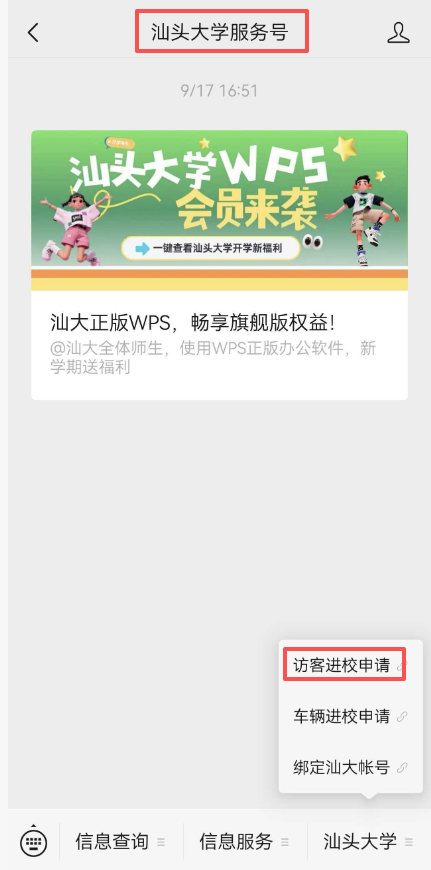 汕头大学服务号
9/17 16:51
汕头大学WPS
会员来袭
一键查看汕头大学开学新福利
汕大正版WPS，畅享旗舰版权益！
@汕大全体师生，使用WPS正版办公软件，新
学期送福利
访客进校申请
车辆进校申请
绑定汕大帐号
信息查询
信息服务
汕头大学